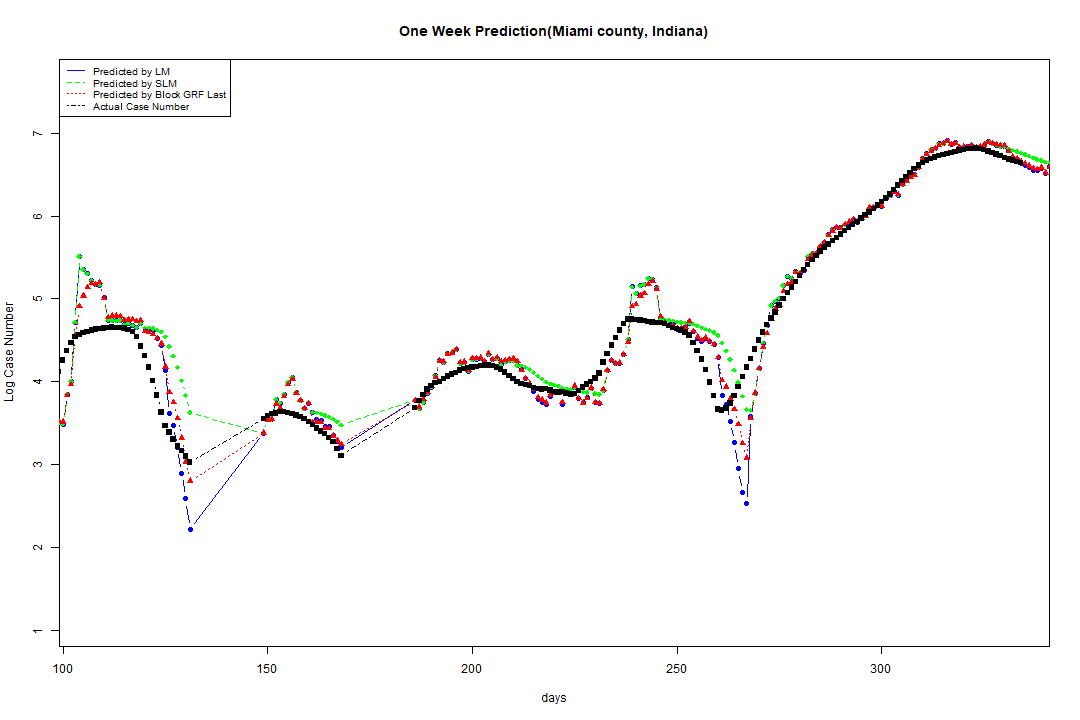 One Week Prediction(Miami county, Indiana)
Predicted by LM
Predicted by SLM
Predicted by Block GRF Last
Actual Case Number
7
6
5
4
3
2
1
Log Case Number
100 150 200 250 300
days